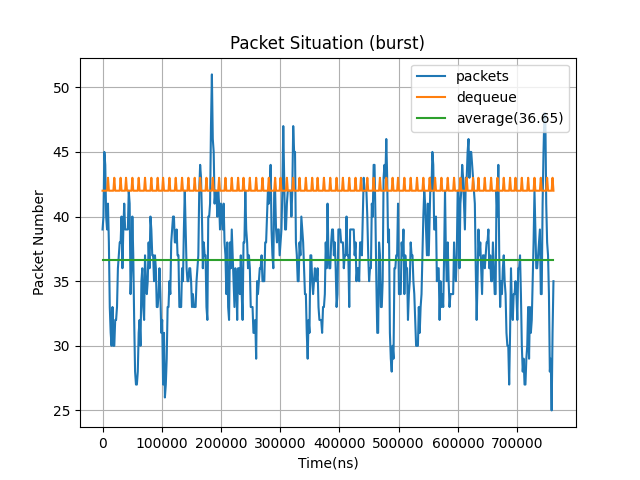 Packet Situation (burst)
packets
dequeue
average(36.65)
50
45
40
35
30
25
Packet Number
0 100000 200000 300000 400000 500000 600000 700000
Time(ns)